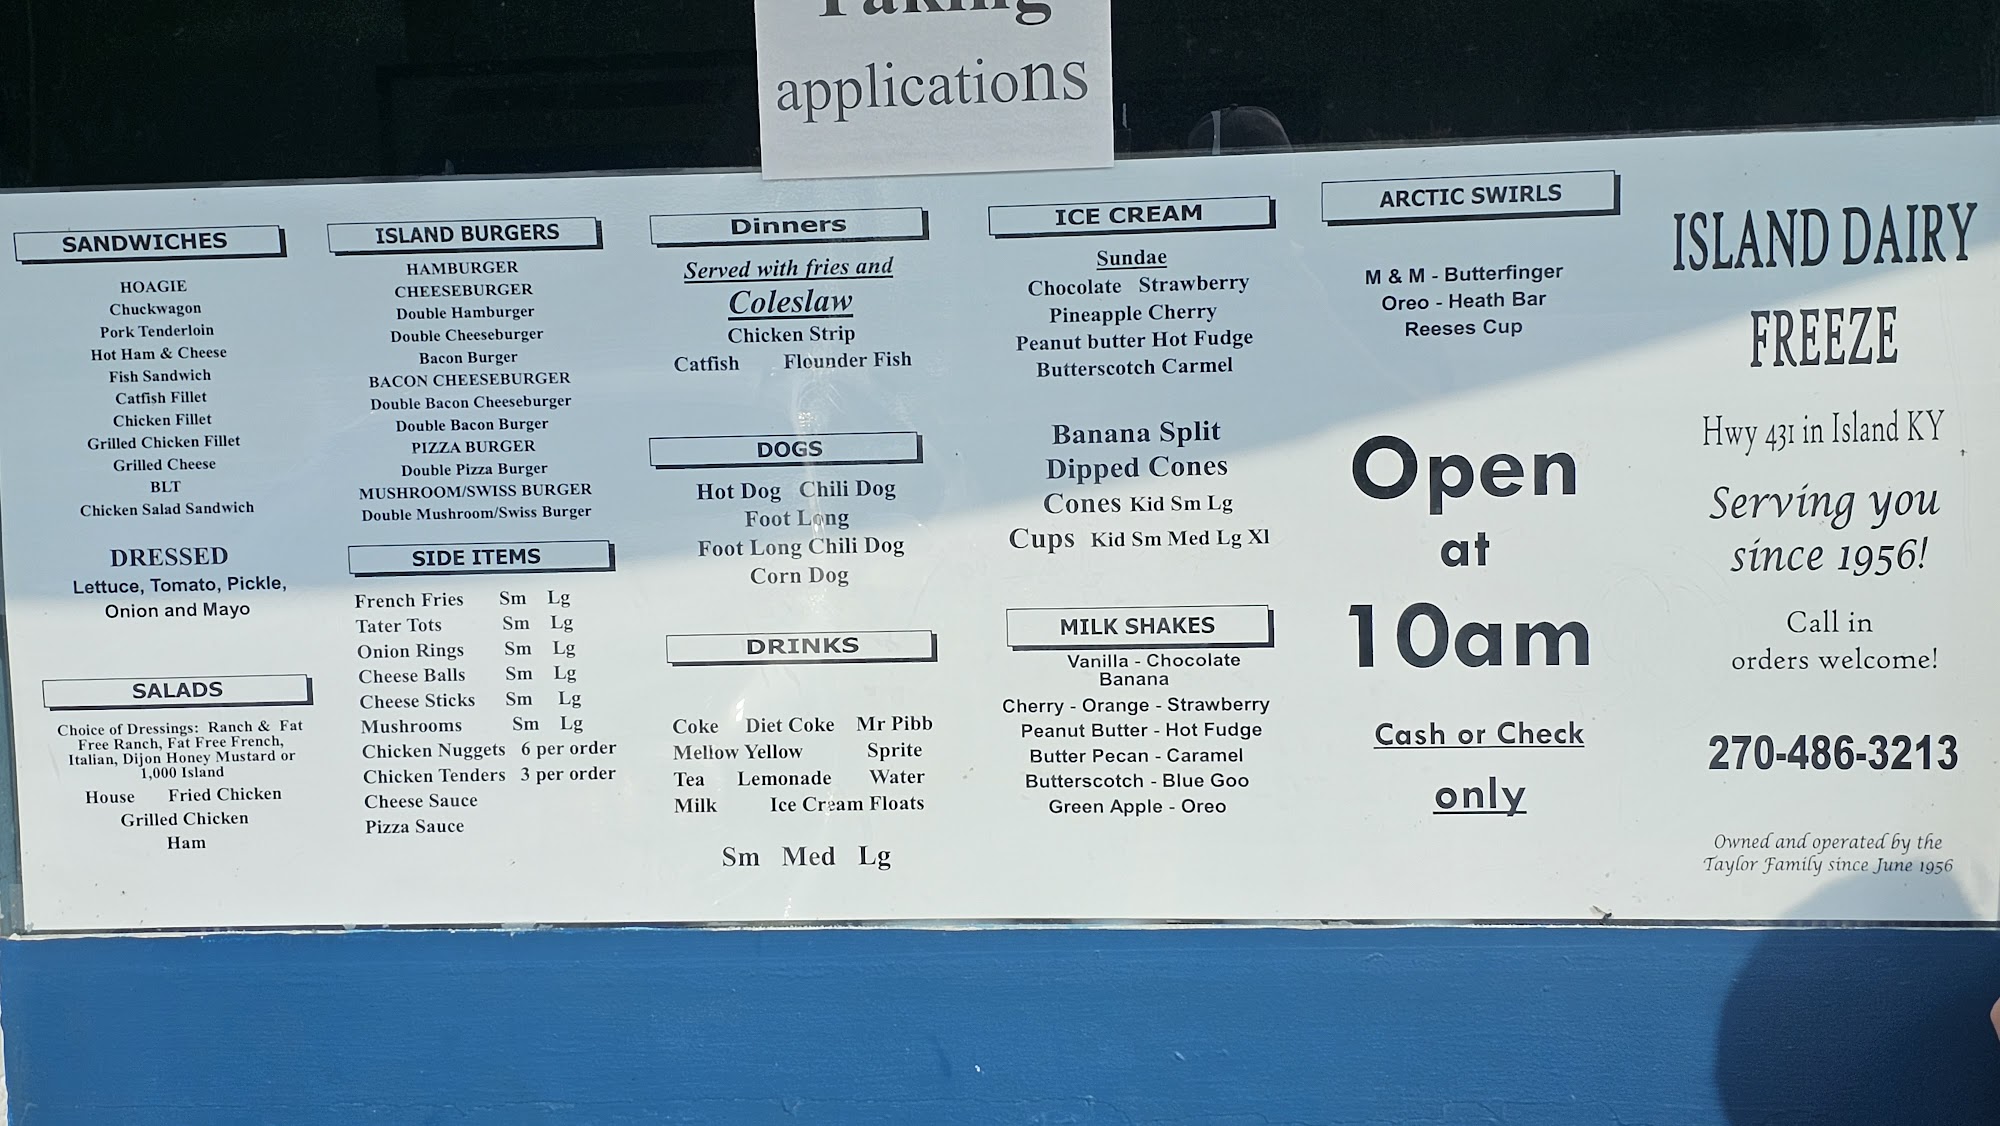 Taking
applications
SANDWICHES
HOAGIE
Chuckwagon
Pork Tenderloin
Hot Ham & Cheese
Fish Sandwich
Catfish Fillet
Chicken Fillet
Grilled Chicken Fillet
Grilled Cheese
BLT
Chicken Salad Sandwich
DRESSED
Lettuce, Tomato, Pickle,
Onion and Mayo
SALADS
Choice of Dressings: Ranch & Fat
Free Ranch, Fat Free French,
Italian, Dijon Honey Mustard or
1,000 Island
House Fried Chicken
Grilled Chicken
Ham
ISLAND BURGERS
HAMBURGER
CHEESEBURGER
Double Hamburger
Double Cheeseburger
Bacon Burger
BACON CHEESEBURGER
Double Bacon Cheeseburger
Double Bacon Burger
PIZZA BURGER
Double Pizza Burger
MUSHROOM/SWISS BURGER
Double Mushroom/Swiss Burger
SIDE ITEMS
French Fries Sm Lg
Tater Tots Sm Lg
Onion Rings Sm Lg
Cheese Balls Sm Lg
Cheese Sticks Sm Lg
Mushrooms Sm Lg
Chicken Nuggets 6 per order
Chicken Tenders 3 per order
Cheese Sauce
Pizza Sauce
Dinners
Served with fries and
Coleslaw
Chicken Strip
Catfish Flounder Fish
DOGS
Hot Dog Chili Dog
Foot Long
Foot Long Chili Dog
Corn Dog
DRINKS
Coke Diet Coke Mr Pibb
Mellow Yellow Sprite
Tea Lemonade Water
Milk Ice Cream Floats
Sm Med Lg
ICE CREAM
Sundae
Chocolate Strawberry
Pineapple Cherry
Peanut butter Hot Fudge
Butterscotch Carmel
Banana Split
Dipped Cones
Cones Kid Sm Lg
Cups Kid Sm Med Lg Xl
MILK SHAKES
Vanilla - Chocolate
Banana
Cherry - Orange - Strawberry
Peanut Butter - Hot Fudge
Butter Pecan - Caramel
Butterscotch - Blue Goo
Green Apple - Oreo
ARCTIC SWIRLS
M & M - Butterfinger
Oreo - Heath Bar
Reeses Cup
Open
at
10am
Cash or Check
only
ISLAND DAIRY
FREEZE
Hwy 431 in Island KY
Serving you
since 1956!
Call in
orders welcome!
270-486-3213
Owned and operated by the
Taylor Family since June 1956